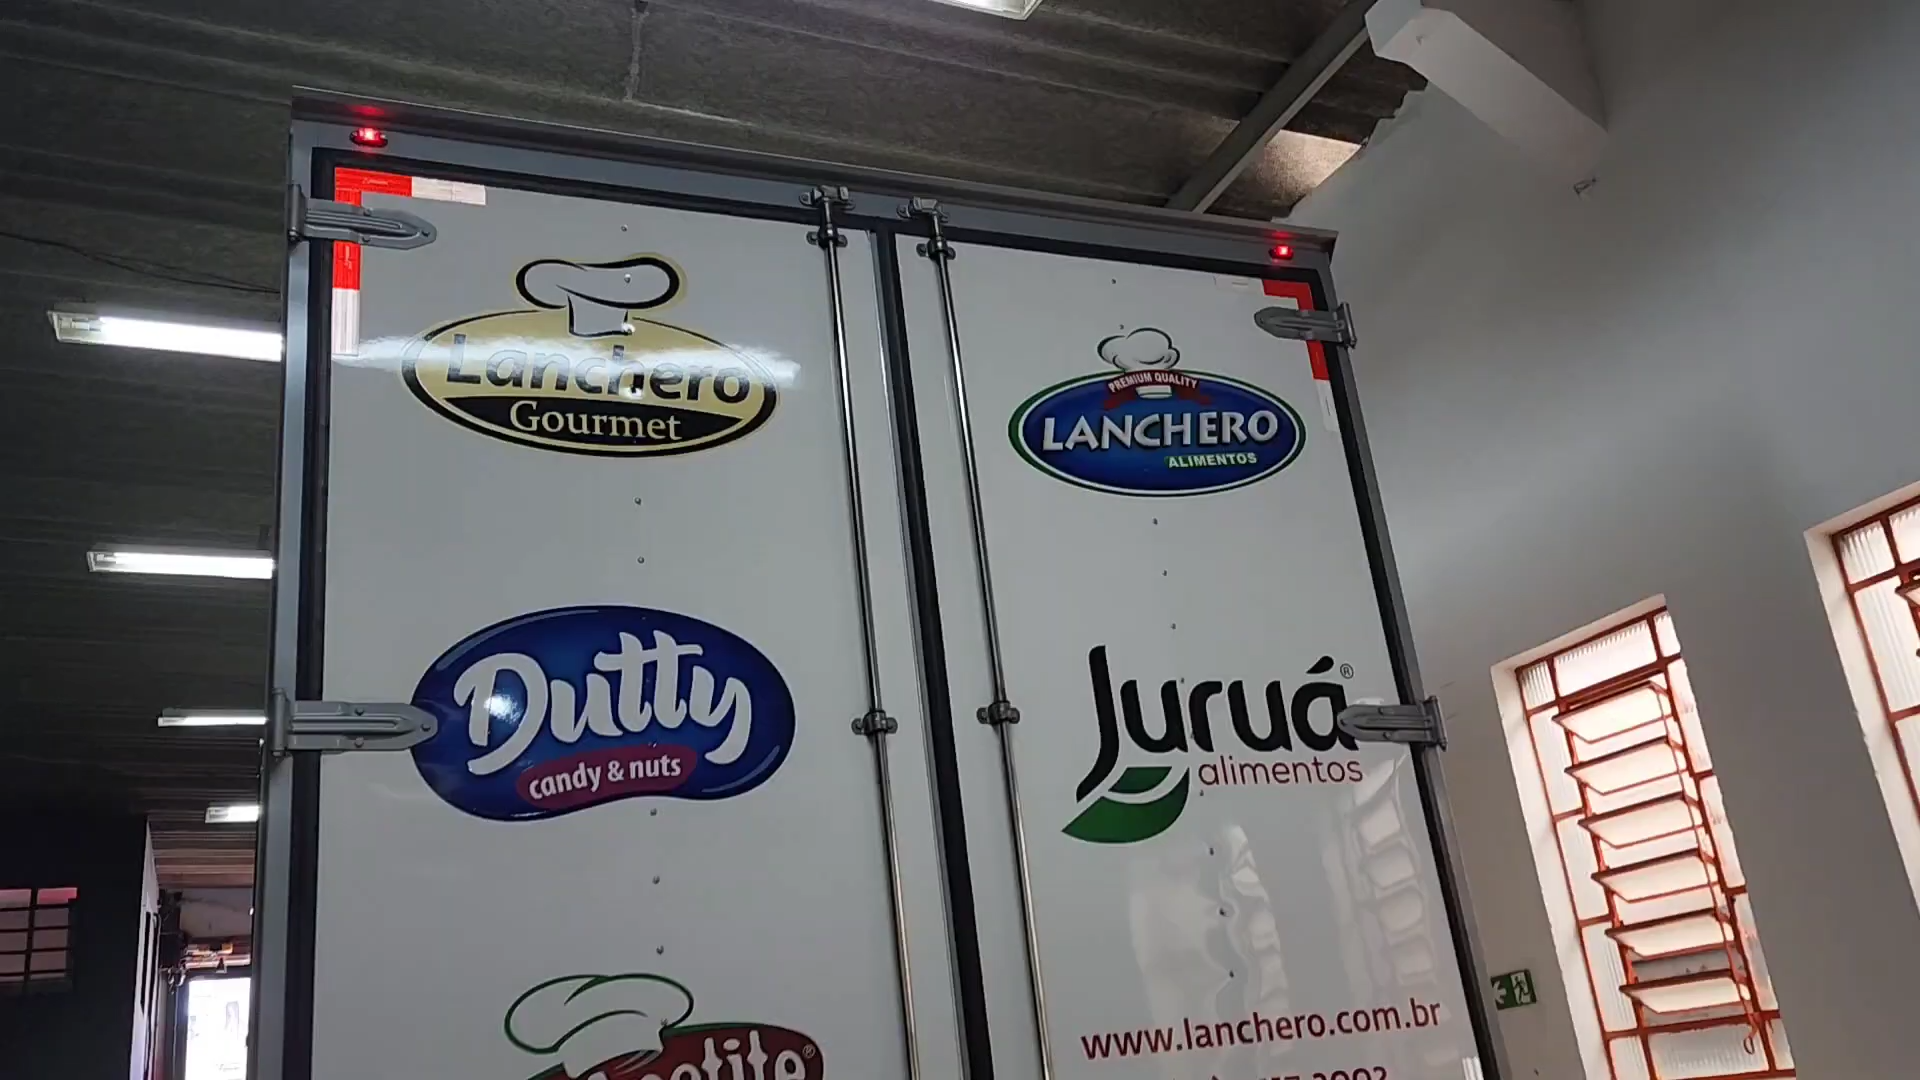 Lanchero
Gourmet
PREMIUM QUALITY
LANCHERO
ALIMENTOS
Dutty
candy & nuts
Juruá®
alimentos
www.lanchero.com.br